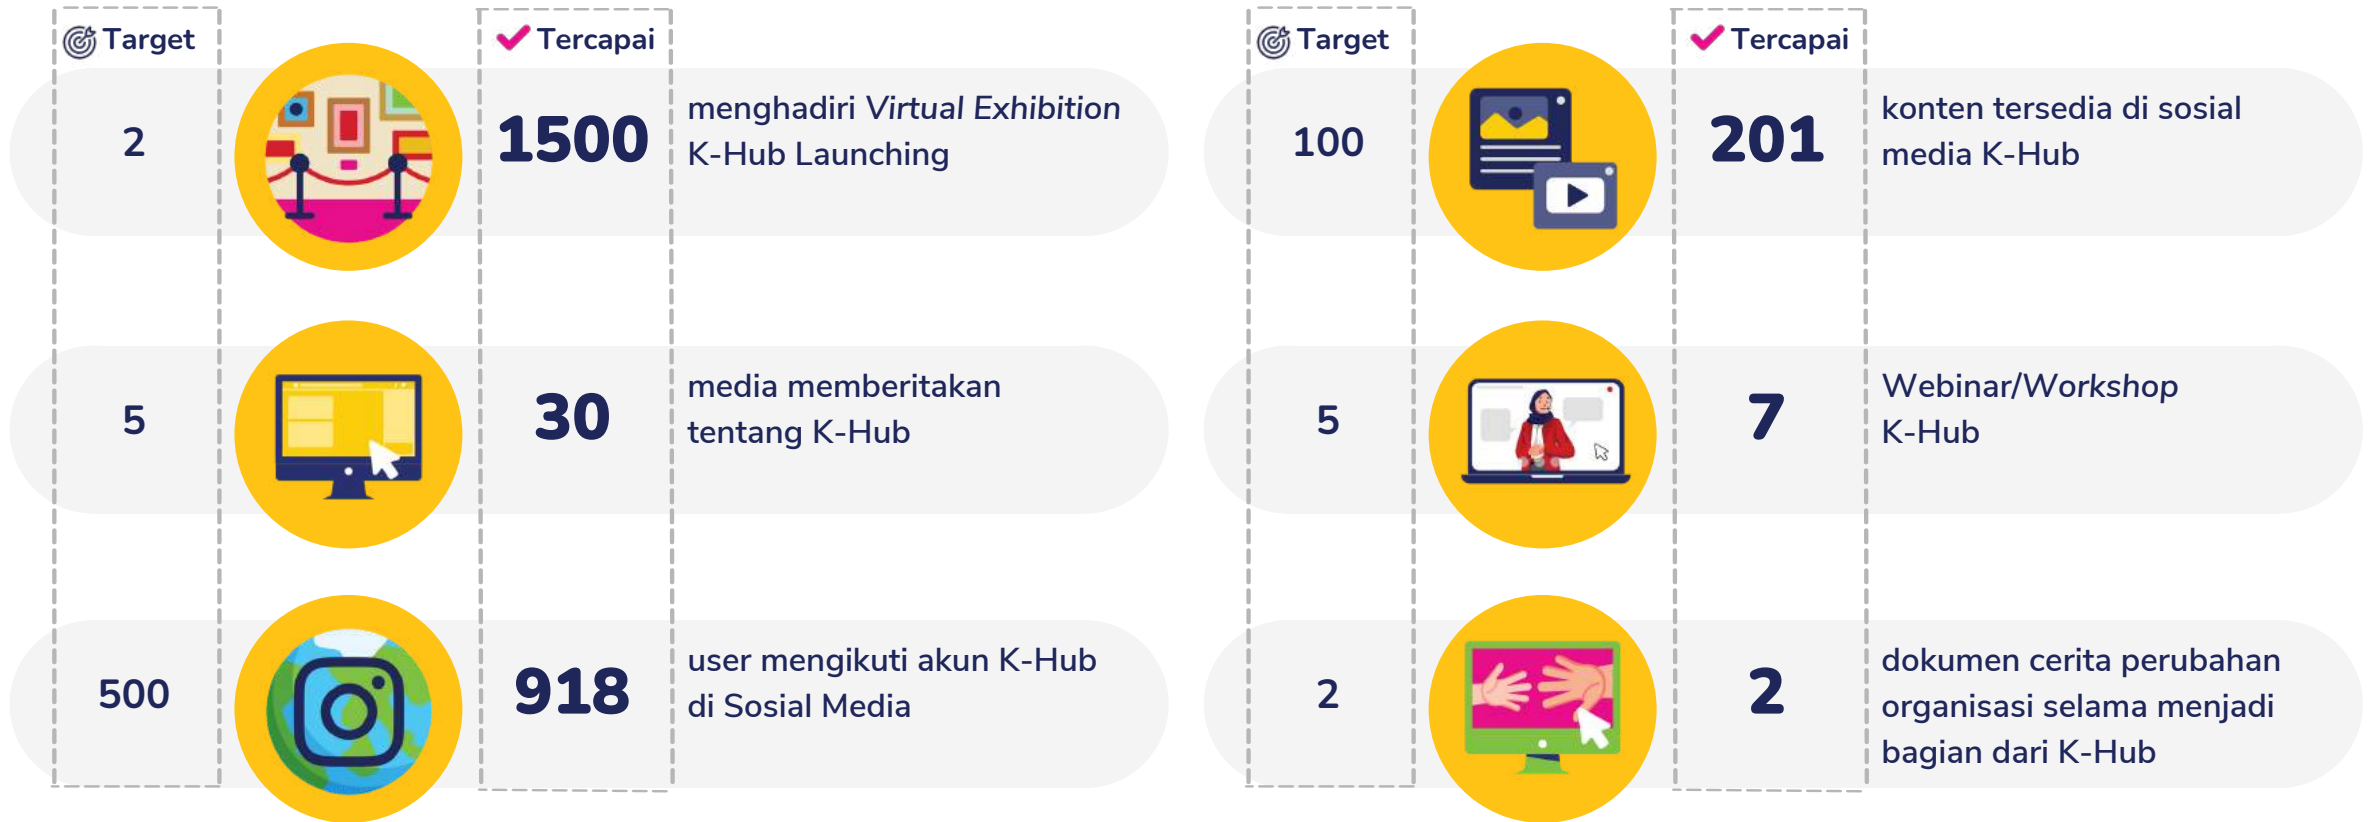 Target
Tercapai
2
1500
menghadiri Virtual Exhibition
K-Hub Launching
5
30
media memberitakan
tentang K-Hub
500
918
user mengikuti akun K-Hub
di Sosial Media
Target
Tercapai
100
201
konten tersedia di sosial
media K-Hub
5
7
Webinar/Workshop
K-Hub
2
2
dokumen cerita perubahan
organisasi selama menjadi
bagian dari K-Hub